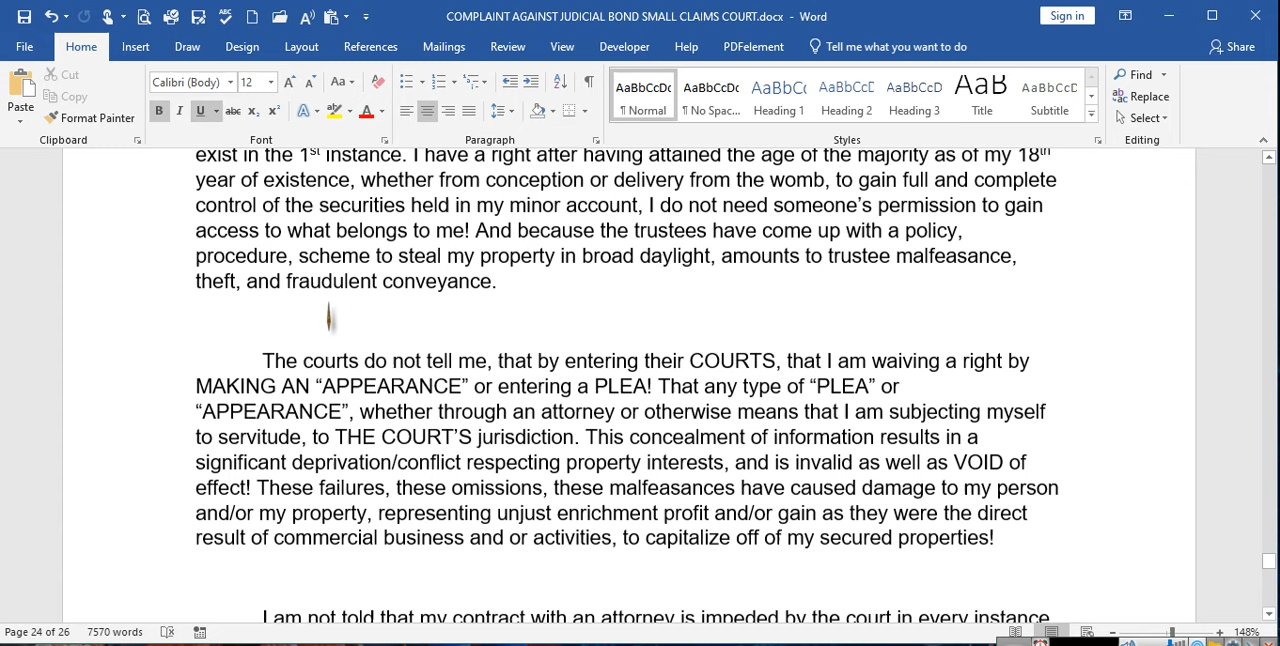 COMPLAINT AGAINST JUDICIAL BOND SMALL CLAIMS COURT.docx - Word
Sign in
File Home Insert Draw Design Layout References Mailings Review View Developer Help PDFelement Tell me what you want to do Share
Paste
Cut
Copy
Format Painter
Clipboard
Calibri (Body) 12
Font
Paragraph
AaBbCcDc AaBbCcDc AaBbCc AaBbCcD AaBbCcDc AaB AaBbCcD
¶ Normal ¶ No Spac... Heading 1 Heading 2 Heading 3 Title Subtitle
Styles
Find
Replace
Select
Editing
exist in the 1st instance. I have a right after having attained the age of the majority as of my 18th
year of existence, whether from conception or delivery from the womb, to gain full and complete
control of the securities held in my minor account, I do not need someone's permission to gain
access to what belongs to me! And because the trustees have come up with a policy,
procedure, scheme to steal my property in broad daylight, amounts to trustee malfeasance,
theft, and fraudulent conveyance.
The courts do not tell me, that by entering their COURTS, that I am waiving a right by
MAKING AN “APPEARANCE” or entering a PLEA! That any type of “PLEA” or
“APPEARANCE”, whether through an attorney or otherwise means that I am subjecting myself
to servitude, to THE COURT'S jurisdiction. This concealment of information results in a
significant deprivation/conflict respecting property interests, and is invalid as well as VOID of
effect! These failures, these omissions, these malfeasances have caused damage to my person
and/or my property, representing unjust enrichment profit and/or gain as they were the direct
result of commercial business and or activities, to capitalize off of my secured properties!
I am not told that my contract with an attorney is impeded by the court in every instance
Page 24 of 26 7570 words 148%